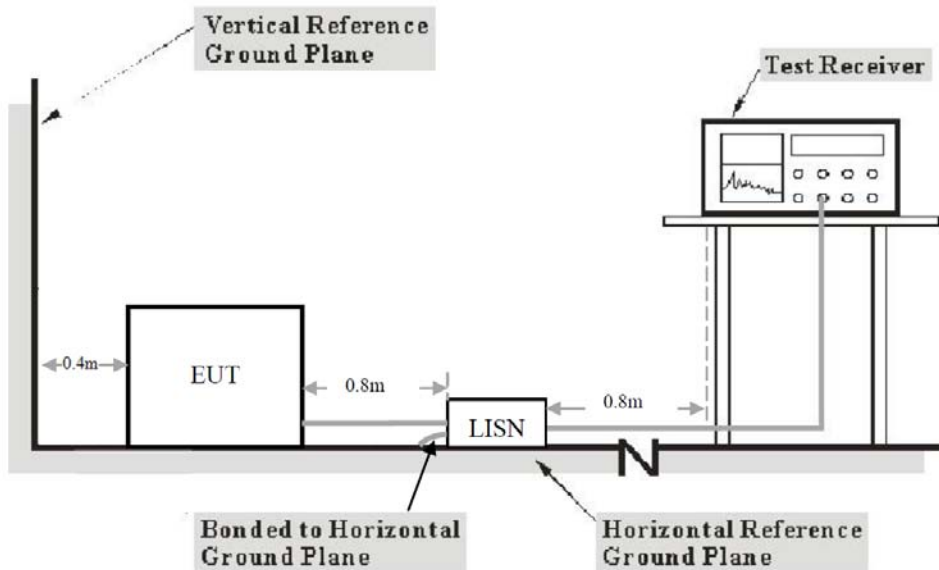 Vertical Reference
Ground Plane
Test Receiver
0.4m
EUT
0.8m
LISN
0.8m
N
Bonded to Horizontal
Ground Plane
Horizontal Reference
Ground Plane